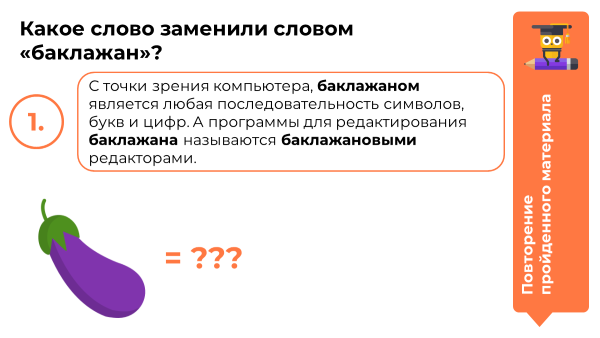 Какое слово заменили словом
«баклажан»?
1.
С точки зрения компьютера, баклажаном
является любая последовательность символов,
букв и цифр. А программы для редактирования
баклажана называются баклажановыми
редакторами.
= ???
Повторение
пройденного материала